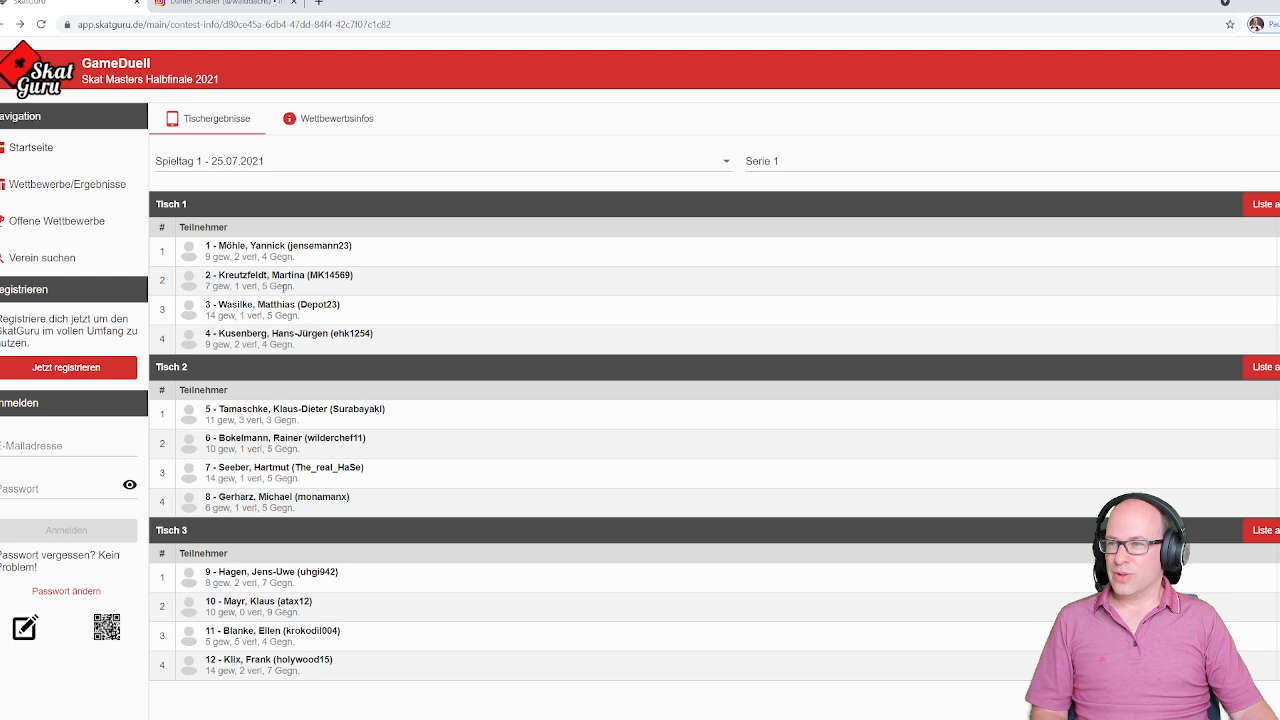 SkatGuru
Daniel Schäfer (@walddachs) •
app.skatguru.de/main/contest-info/d80ce45a-6db4-47dd-84f4-42c7f07c1c82
Pau
Skat
Guru
GameDuell
Skat Masters Halbfinale 2021
avigation
Startseite
Wettbewerbe/Ergebnisse
Offene Wettbewerbe
Verein suchen
egistrieren
Registriere dich jetzt um den
SkatGuru im vollen Umfang zu
nutzen.
Jetzt registrieren
nmelden
E-Mailadresse
Passwort
Anmelden
Passwort vergessen? Kein
Problem!
Passwort ändern
Tischergebnisse
Wettbewerbsinfos
Spieltag 1 - 25.07.2021
Serie 1
Tisch 1
Liste a
# Teilnehmer
1 1 - Möhle, Yannick (jensemann23)
9 gew, 2 verl, 4 Gegn.
2 2 - Kreutzfeldt, Martina (MK14569)
7 gew, 1 verl, 5 Gegn.
3 3 - Wasilke, Matthias (Depot23)
14 gew, 1 verl, 5 Gegn.
4 4 - Kusenberg, Hans-Jürgen (ehk1254)
9 gew, 2 verl, 4 Gegn.
Tisch 2
Liste a
# Teilnehmer
1 5 - Tamaschke, Klaus-Dieter (Surabayakl)
11 gew, 3 verl, 3 Gegn.
2 6 - Bokelmann, Rainer (wilderchef11)
10 gew, 1 verl, 5 Gegn.
3 7 - Seeber, Hartmut (The_real_HaSe)
14 gew, 1 verl, 5 Gegn.
4 8 - Gerharz, Michael (monamanx)
6 gew, 1 verl, 5 Gegn.
Tisch 3
Liste a
# Teilnehmer
1 9 - Hagen, Jens-Uwe (uhgi942)
8 gew, 2 verl, 7 Gegn.
2 10 - Mayr, Klaus (atax12)
10 gew, 0 verl, 9 Gegn.
3 11 - Blanke, Ellen (krokodil004)
5 gew, 5 verl, 4 Gegn.
4 12 - Klix, Frank (holywood15)
14 gew, 2 verl, 7 Gegn.